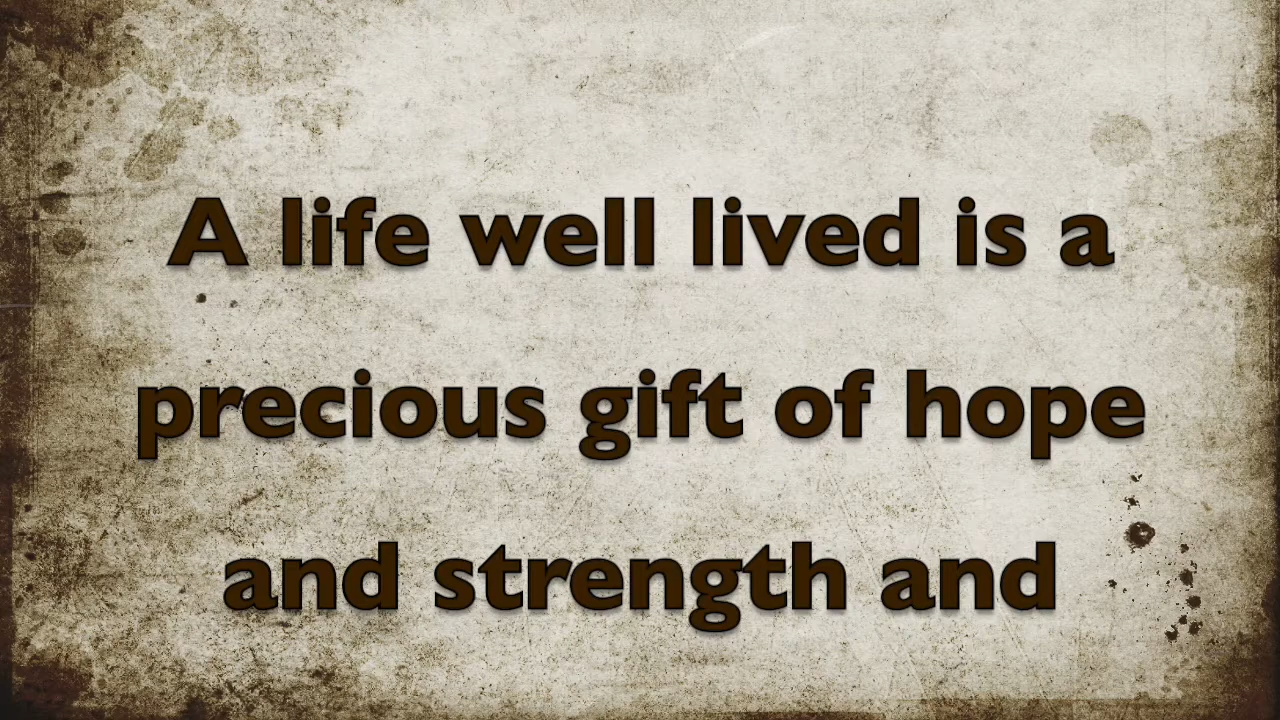 A life well lived is a
precious gift of hope
and strength and